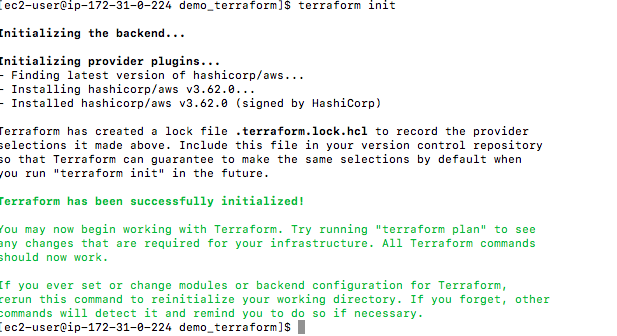 [ec2-user@ip-172-31-0-224 demo_terraform]$ terraform init
Initializing the backend...
Initializing provider plugins...
- Finding latest version of hashicorp/aws...
- Installing hashicorp/aws v3.62.0...
- Installed hashicorp/aws v3.62.0 (signed by HashiCorp)
Terraform has created a lock file .terraform.lock.hcl to record the provider
selections it made above. Include this file in your version control repository
so that Terraform can guarantee to make the same selections by default when
you run "terraform init" in the future.
Terraform has been successfully initialized!
You may now begin working with Terraform. Try running "terraform plan" to see
any changes that are required for your infrastructure. All Terraform commands
should now work.
If you ever set or change modules or backend configuration for Terraform,
rerun this command to reinitialize your working directory. If you forget, other
commands will detect it and remind you to do so if necessary.
[ec2-user@ip-172-31-0-224 demo_terraform]$